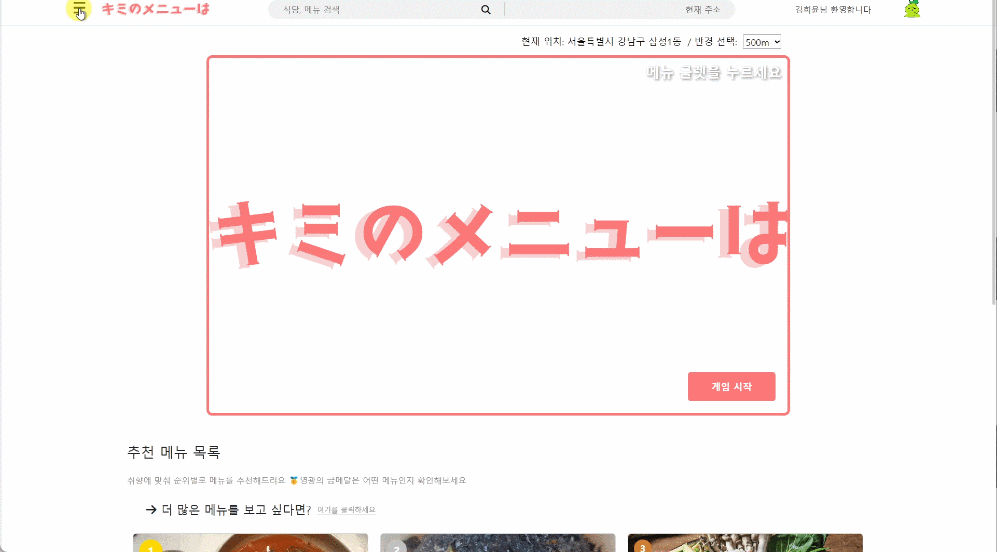 キミのメニューは 식당, 메뉴 검색 현재 주소 김희윤님 환영합니다
현재 위치: 서울특별시 강남구 삼성1동 / 반경 선택: 500m
메뉴 룰렛을 누르세요
キミのメニューは
게임 시작
추천 메뉴 목록
취향에 맞춰 순위별로 메뉴를 추천해드려요 🏅영광의 금메달은 어떤 메뉴인지 확인해보세요
→ 더 많은 메뉴를 보고 싶다면? 여기를 클릭하세요
1 2 3